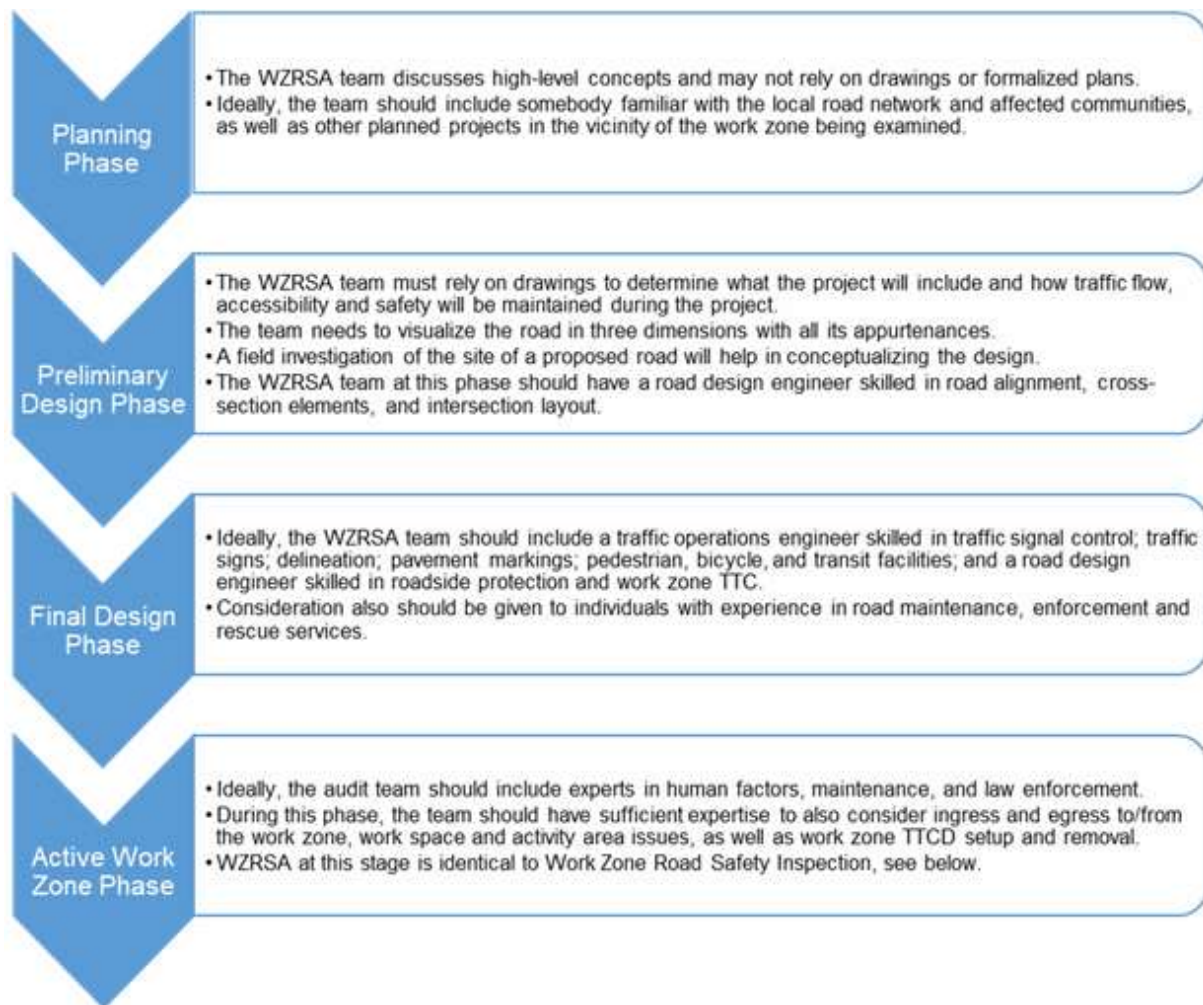 Planning
Phase
• The WZRSA team discusses high-level concepts and may not rely on drawings or formalized plans.
• Ideally, the team should include somebody familiar with the local road network and affected communities,
as well as other planned projects in the vicinity of the work zone being examined.
Preliminary
Design Phase
• The WZRSA team must rely on drawings to determine what the project will include and how traffic flow,
accessibility and safety will be maintained during the project.
• The team needs to visualize the road in three dimensions with all its appurtenances.
• A field investigation of the site of a proposed road will help in conceptualizing the design.
• The WZRSA team at this phase should have a road design engineer skilled in road alignment, cross-
section elements, and intersection layout.
Final Design
Phase
• Ideally, the WZRSA team should include a traffic operations engineer skilled in traffic signal control; traffic
signs; delineation; pavement markings; pedestrian, bicycle, and transit facilities; and a road design
engineer skilled in roadside protection and work zone TTC.
• Consideration also should be given to individuals with experience in road maintenance, enforcement and
rescue services.
Active Work
Zone Phase
• Ideally, the audit team should include experts in human factors, maintenance, and law enforcement.
• During this phase, the team should have sufficient expertise to also consider ingress and egress to/from
the work zone, work space and activity area issues, as well as work zone TTCD setup and removal.
• WZRSA at this stage is identical to Work Zone Road Safety Inspection, see below.